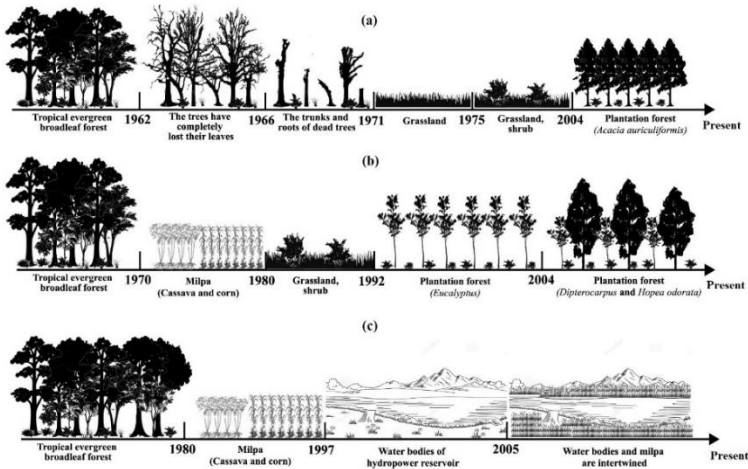 (a)
Tropical evergreen
broadleaf forest
1962
The trees have
completely
lost their leaves
1966
The trunks and
roots of dead trees
1971
Grassland
1975
Grassland,
shrub
2004
Plantation forest
(Acacia auriculiformis)
Present
(b)
Tropical evergreen
broadleaf forest
1970
Milpa
(Cassava and corn)
1980
Grassland,
shrub
1992
Plantation forest
(Eucalyptus)
2004
Plantation forest
(Dipterocarpus and Hopea odorata)
Present
(c)
Tropical evergreen
broadleaf forest
1980
Milpa
(Cassava and corn)
1997
Water bodies of
hydropower reservoir
2005
Water bodies and milpa
are intertwined
Present